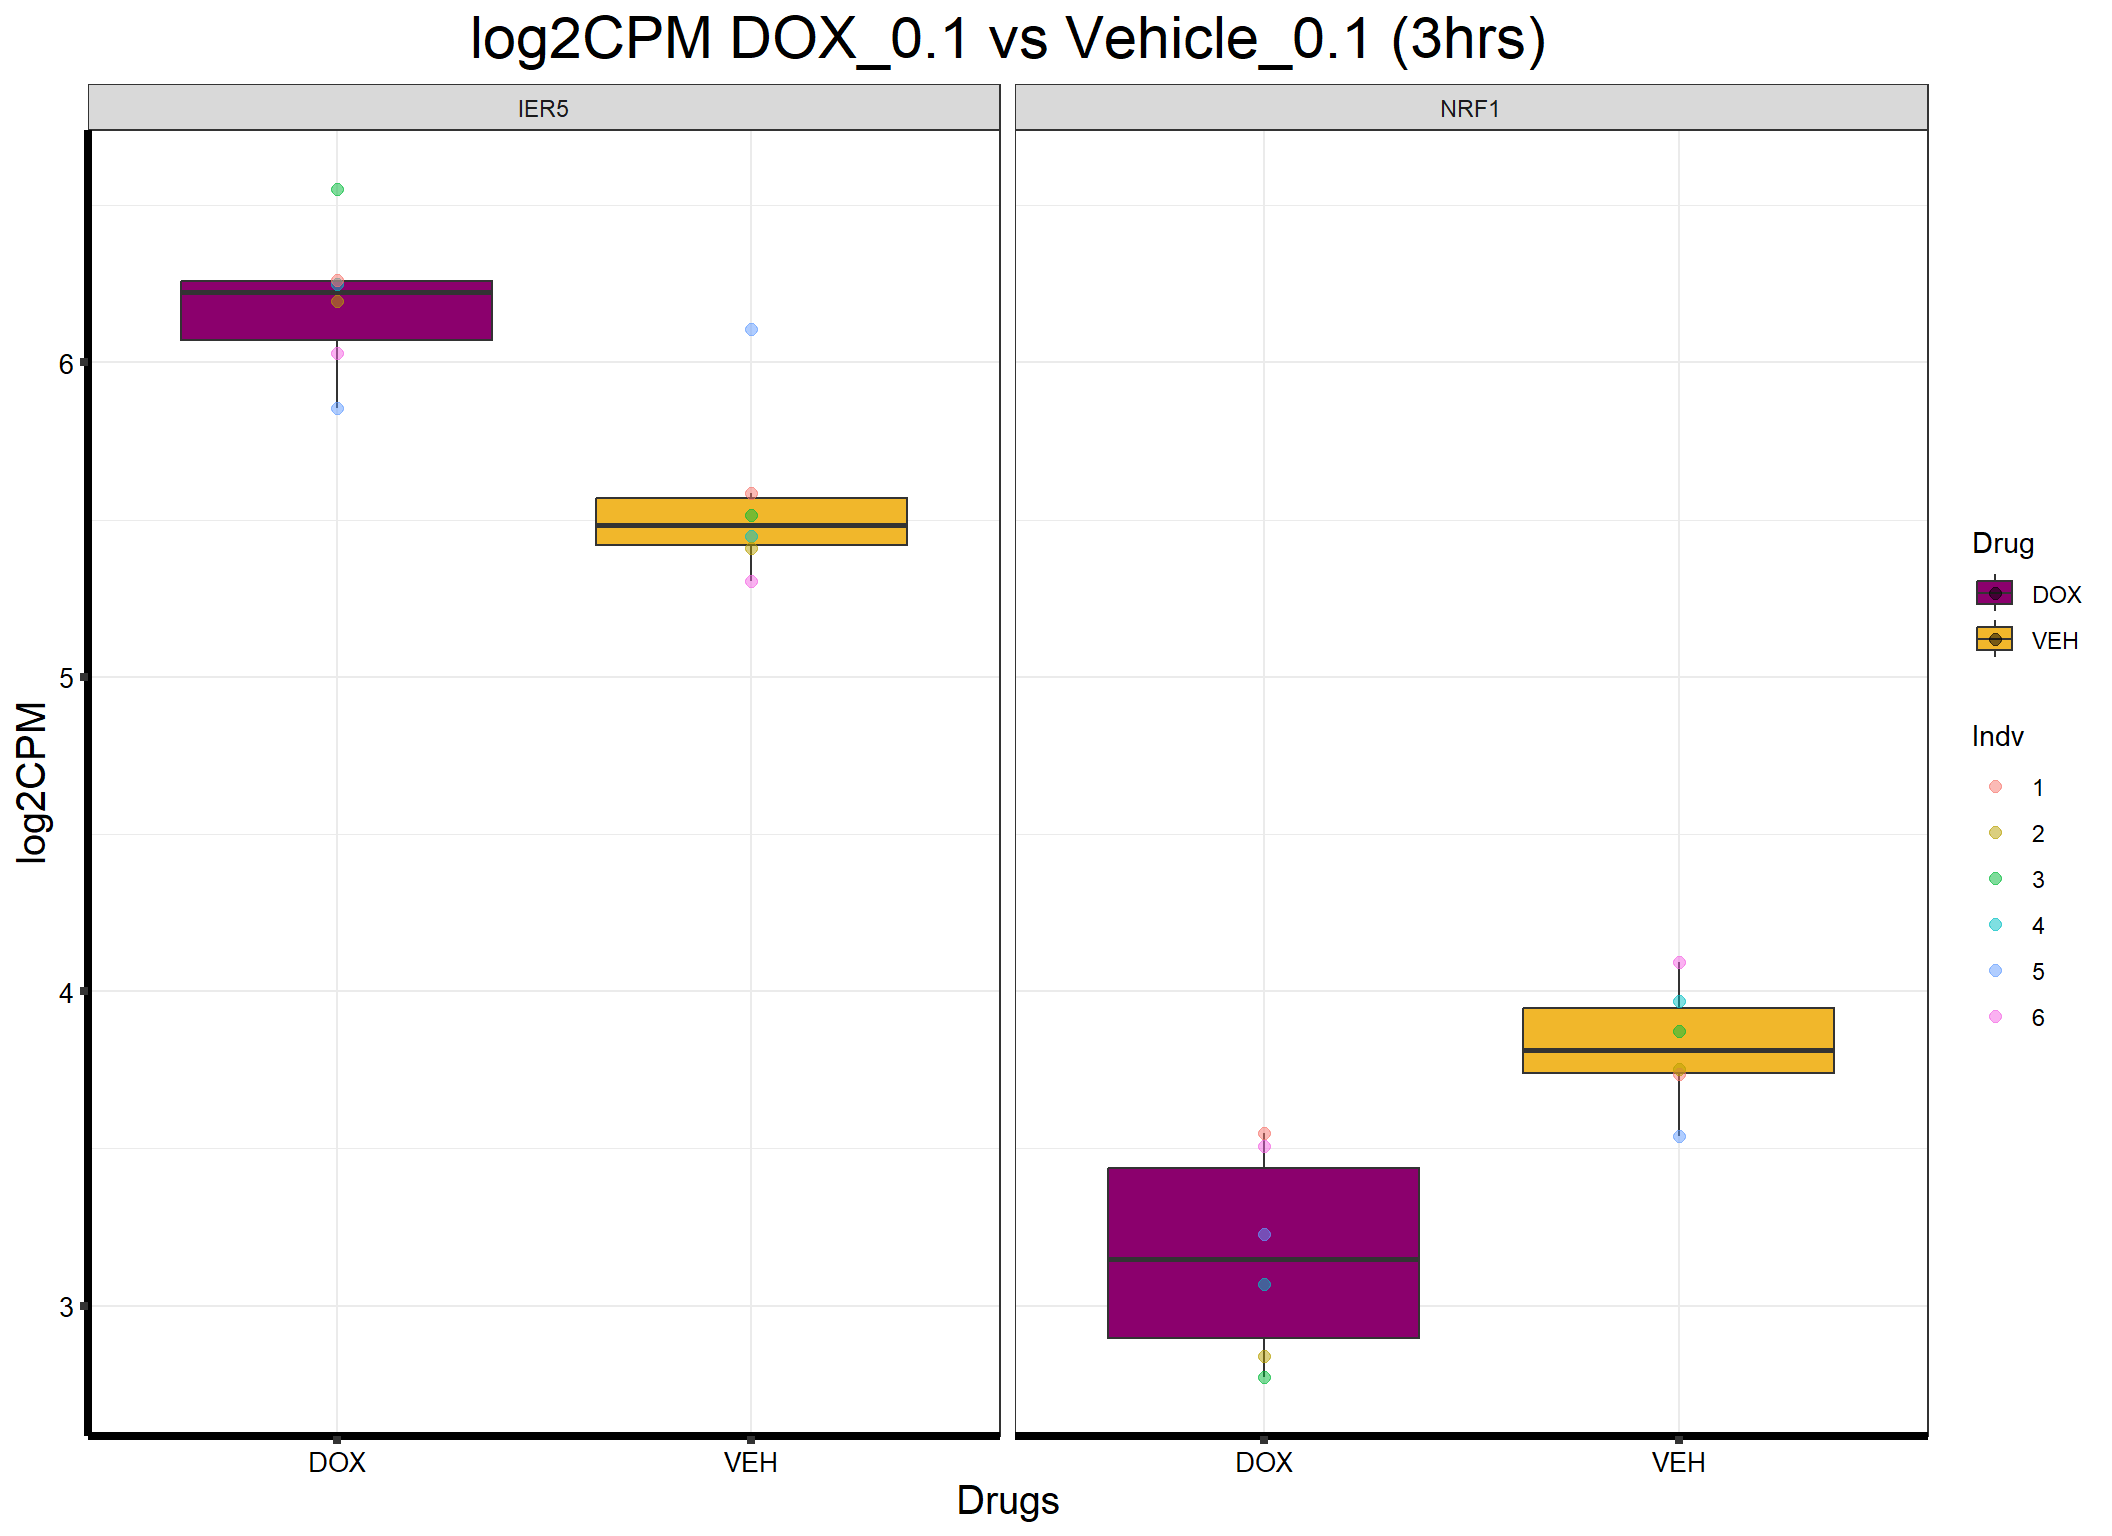 log2CPM DOX_0.1 vs Vehicle_0.1 (3hrs)
IER5
NRF1
6
5
4
3
log2CPM
DOX
VEH
DOX
VEH
Drugs
Drug
DOX
VEH
Indv
1
2
3
4
5
6